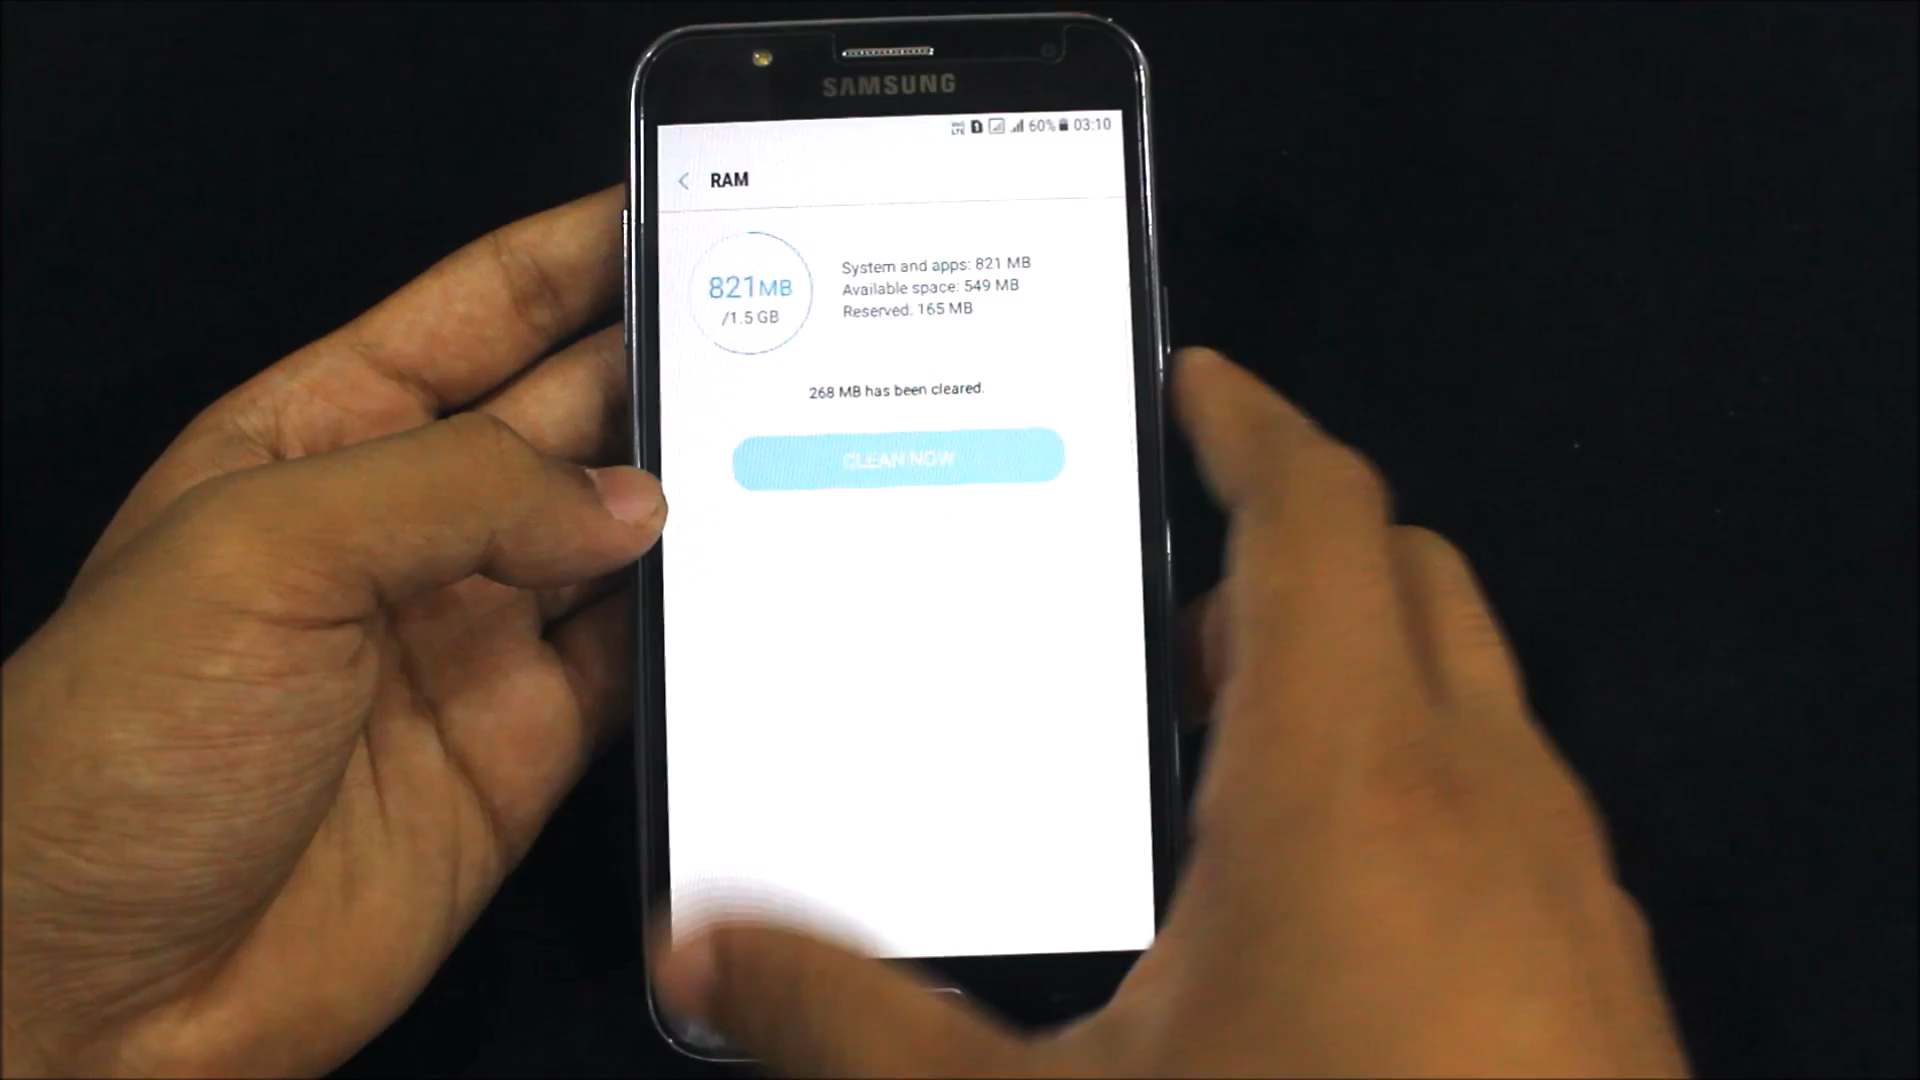 SAMSUNG
VoLTE 60% 03:10
RAM
821MB
/1.5 GB
System and apps: 821 MB
Available space: 549 MB
Reserved: 165 MB
268 MB has been cleared.
CLEAN NOW